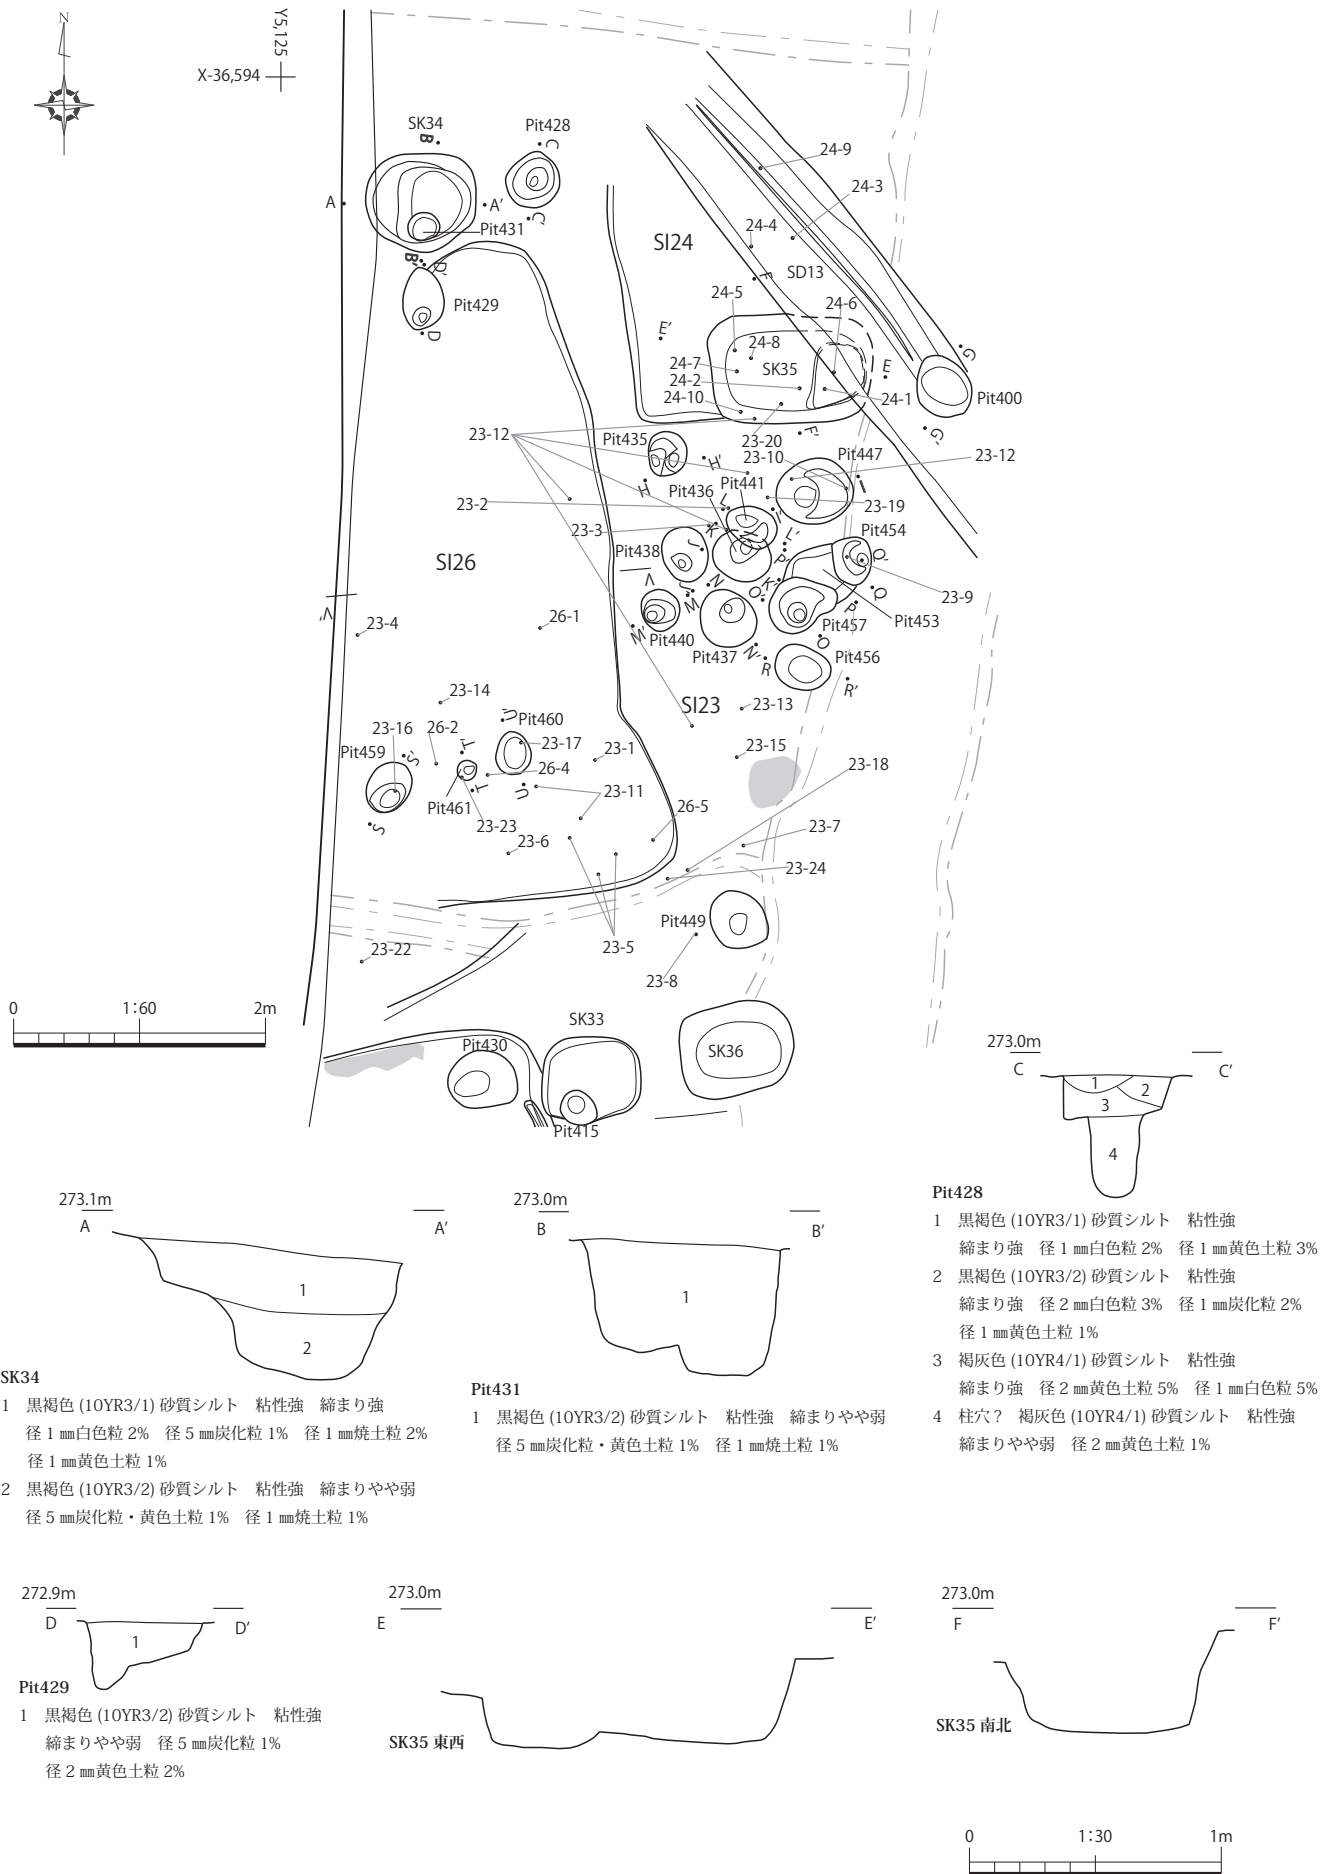 N
Y5,125
X-36,594
SK34
B
Pit428
C
A
A′
C′
Pit431
B′
D′
Pit429
D
24-9
24-3
24-4
SI24
SD13
F
24-5
24-6
E′
24-8
24-7
SK35
E
24-2
24-10
24-1
G
Pit400
G′
23-12
Pit435
23-20
F′
23-10
Pit447
23-12
H′
H
Pit441
Pit436
I
23-2
L
23-19
I′
23-3
K
L′
Pit454
SI26
Pit438
J
P′
Q′
V
N
K′
J′
O′
Q
23-9
V′
M
P
Pit453
23-4
26-1
M′
Pit440
Pit457
Pit437
N′
O
R
Pit456
R′
SI23
23-14
23-13
23-16
26-2
U′
Pit460
Pit459
S′
T′
23-17
23-1
23-15
26-4
23-18
Pit461
T
U
23-11
26-5
S
23-23
23-6
23-7
23-24
Pit449
23-22
23-5
23-8
0 1:60 2m
SK33
Pit430
SK36
Pit415
273.0m
C C′
1
2
3
4
Pit428
1 黒褐色 (10YR3/1) 砂質シルト 粘性強
締まり強 径 1 ㎜白色粒 2% 径 1 ㎜黄色土粒 3%
2 黒褐色 (10YR3/2) 砂質シルト 粘性強
締まり強 径 2 ㎜白色粒 3% 径 1 ㎜炭化粒 2%
径 1 ㎜黄色土粒 1%
3 褐灰色 (10YR4/1) 砂質シルト 粘性強
締まり強 径 2 ㎜黄色土粒 5% 径 1 ㎜白色粒 5%
4 柱穴？ 褐灰色 (10YR4/1) 砂質シルト 粘性強
締まりやや弱 径 2 ㎜黄色土粒 1%
273.1m
A A′
1
2
SK34
1 黒褐色 (10YR3/1) 砂質シルト 粘性強 締まり強
径 1 ㎜白色粒 2% 径 5 ㎜炭化粒 1% 径 1 ㎜焼土粒 2%
径 1 ㎜黄色土粒 1%
2 黒褐色 (10YR3/2) 砂質シルト 粘性強 締まりやや弱
径 5 ㎜炭化粒・黄色土粒 1% 径 1 ㎜焼土粒 1%
273.0m
B B′
1
Pit431
1 黒褐色 (10YR3/2) 砂質シルト 粘性強 締まりやや弱
径 5 ㎜炭化粒・黄色土粒 1% 径 1 ㎜焼土粒 1%
272.9m
D D′
1
Pit429
1 黒褐色 (10YR3/2) 砂質シルト 粘性強
締まりやや弱 径 5 ㎜炭化粒 1%
径 2 ㎜黄色土粒 2%
273.0m
E E′
SK35 東西
273.0m
F F′
SK35 南北
0 1:30 1m